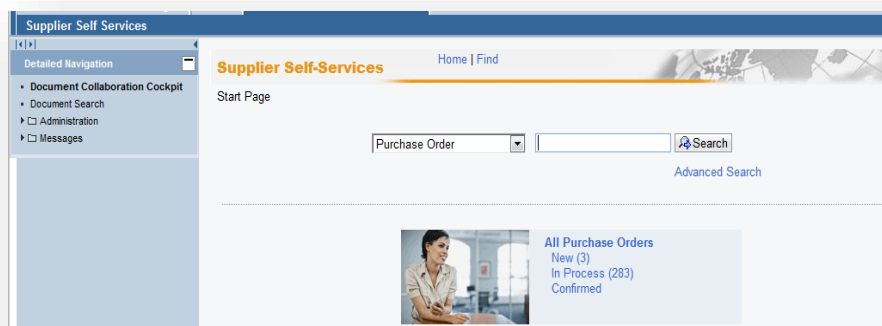 Supplier Self Services
Detailed Navigation
Document Collaboration Cockpit
Document Search
Administration
Messages
Supplier Self-Services
Home | Find
Start Page
Purchase Order
Search
Advanced Search
All Purchase Orders
New (3)
In Process (283)
Confirmed